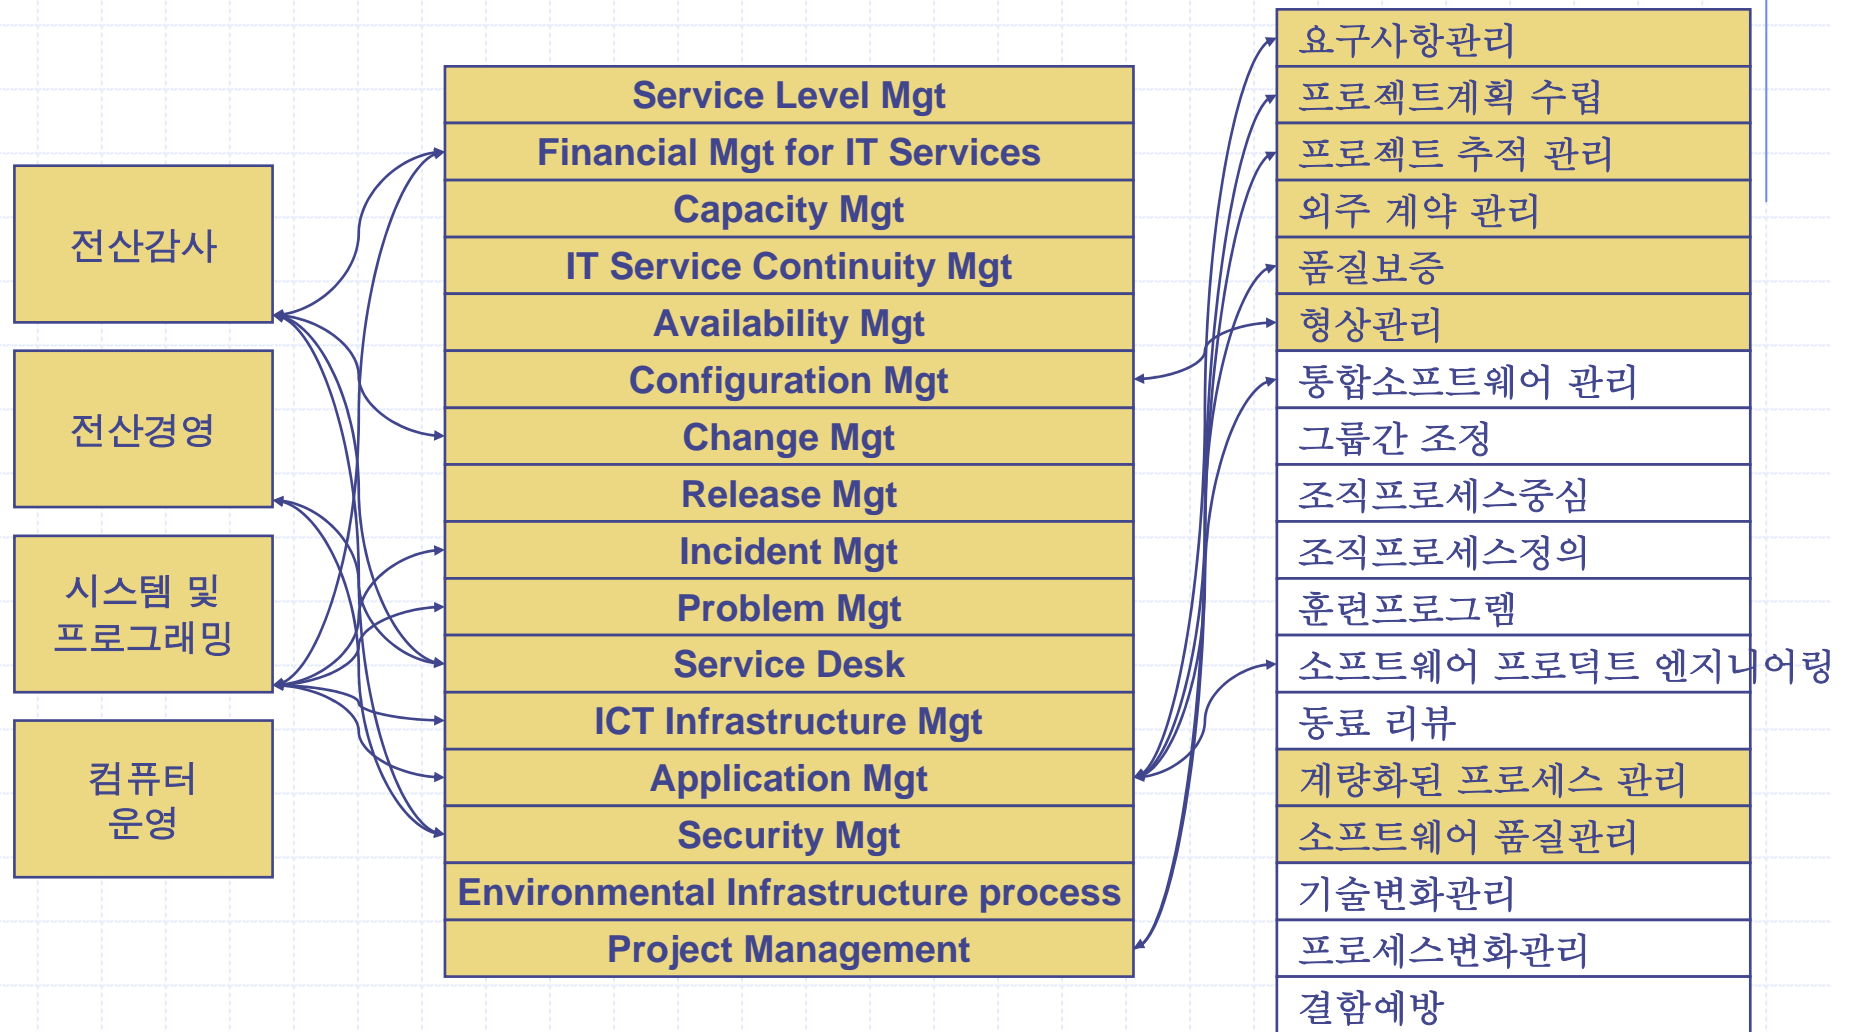 전산감사
전산경영
시스템 및
프로그래밍
컴퓨터
운영
Service Level Mgt
Financial Mgt for IT Services
Capacity Mgt
IT Service Continuity Mgt
Availability Mgt
Configuration Mgt
Change Mgt
Release Mgt
Incident Mgt
Problem Mgt
Service Desk
ICT Infrastructure Mgt
Application Mgt
Security Mgt
Environmental Infrastructure process
Project Management
요구사항관리
프로젝트계획 수립
프로젝트 추적 관리
외주 계약 관리
품질보증
형상관리
통합소프트웨어 관리
그룹간 조정
조직프로세스중심
조직프로세스정의
훈련프로그렘
소프트웨어 프로덕트 엔지니어링
동료 리뷰
계량화된 프로세스 관리
소프트웨어 품질관리
기술변화관리
프로세스변화관리
결함예방